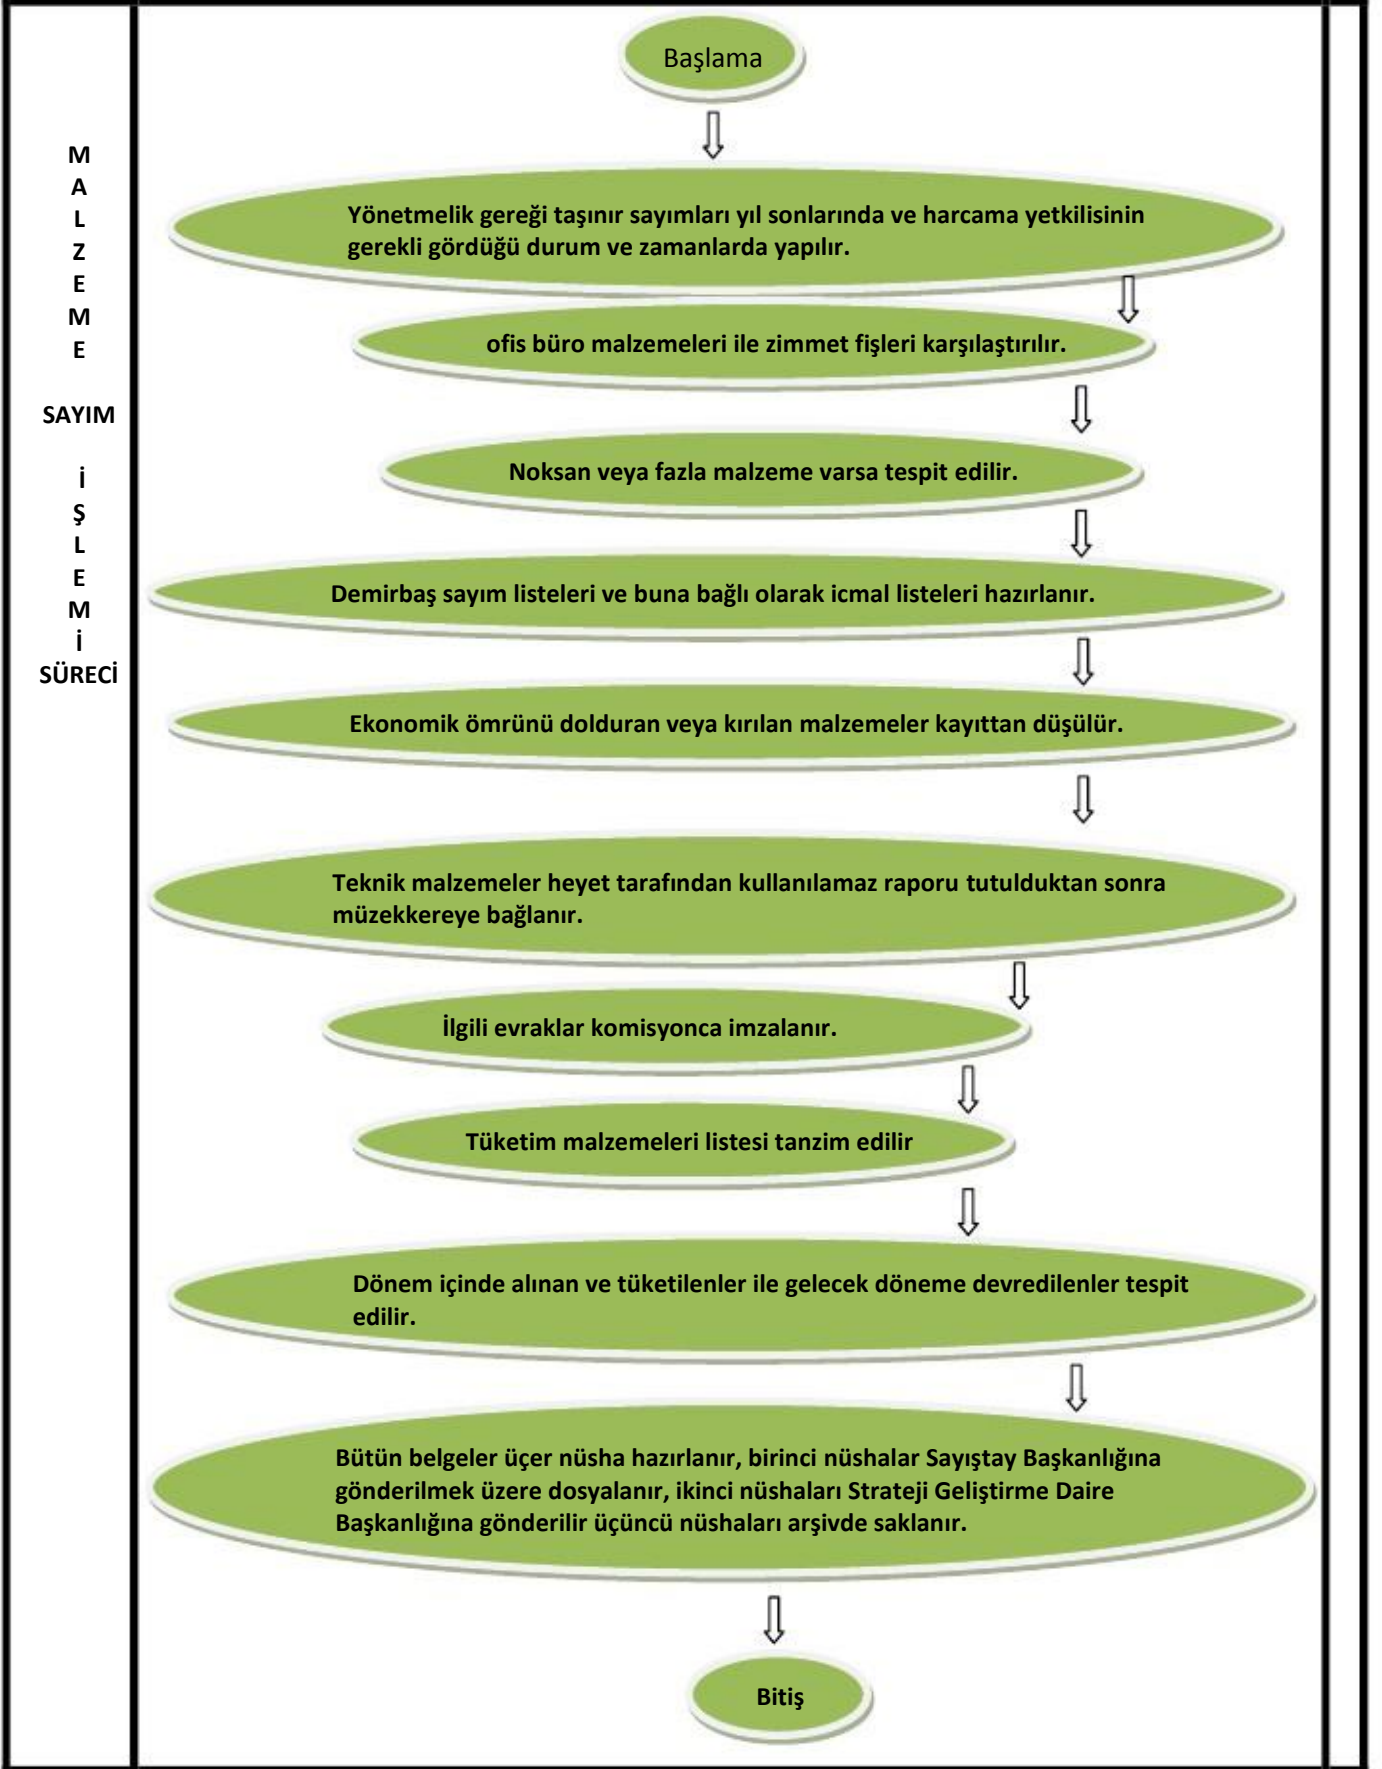 Başlama
M
A
L
Z
E
M
E
SAYIM
İ
Ş
L
E
M
İ
SÜRECİ
Yönetmelik gereği taşınır sayımları yıl sonlarında ve harcama yetkilisinin
gerekli gördüğü durum ve zamanlarda yapılır.
ofis büro malzemeleri ile zimmet fişleri karşılaştırılır.
Noksan veya fazla malzeme varsa tespit edilir.
Demirbaş sayım listeleri ve buna bağlı olarak icmal listeleri hazırlanır.
Ekonomik ömrünü dolduran veya kırılan malzemeler kayıttan düşülür.
Teknik malzemeler heyet tarafından kullanılamaz raporu tutulduktan sonra
müzekkereye bağlanır.
İlgili evraklar komisyonca imzalanır.
Tüketim malzemeleri listesi tanzim edilir
Dönem içinde alınan ve tüketilenler ile gelecek döneme devredilenler tespit
edilir.
Bütün belgeler üçer nüsha hazırlanır, birinci nüshalar Sayıştay Başkanlığına
gönderilmek üzere dosyalanır, ikinci nüshaları Strateji Geliştirme Daire
Başkanlığına gönderilir üçüncü nüshaları arşivde saklanır.
Bitiş